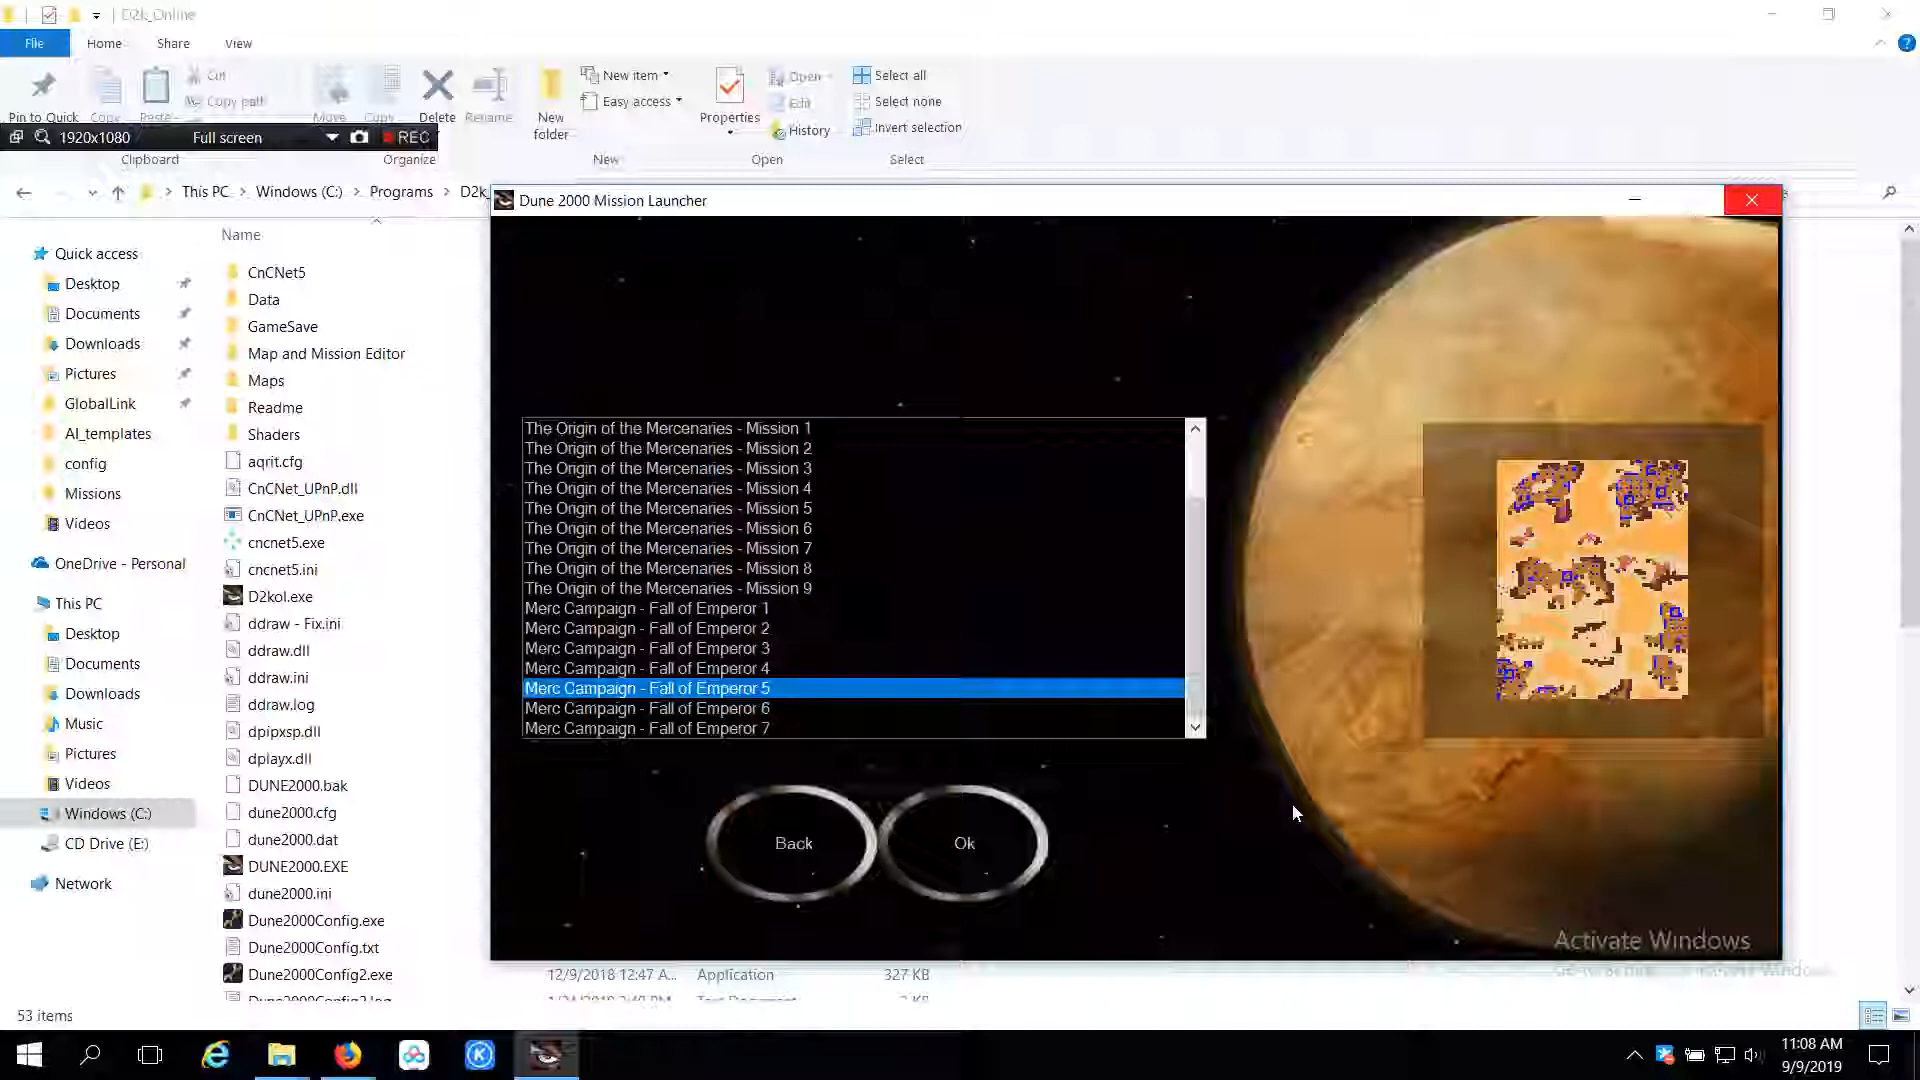 D2k_Online
File Home Share View
Pin to Quick Copy Paste Cut Copy path Move Copy Delete Rename New folder New item Easy access Properties Open Edit History Select all Select none Invert selection
1920x1080 Full screen REC
Clipboard Organize New Open Select
This PC Windows (C:) Programs D2k_
Dune 2000 Mission Launcher
Name
Quick access
Desktop
Documents
Downloads
Pictures
GlobalLink
AI_templates
config
Missions
Videos
OneDrive - Personal
This PC
Desktop
Documents
Downloads
Music
Pictures
Videos
Windows (C:)
CD Drive (E:)
Network
CnCNet5
Data
GameSave
Map and Mission Editor
Maps
Readme
Shaders
aqrit.cfg
CnCNet_UPnP.dll
CnCNet_UPnP.exe
cncnet5.exe
cncnet5.ini
D2kol.exe
ddraw - Fix.ini
ddraw.dll
ddraw.ini
ddraw.log
dpipxsp.dll
dplayx.dll
DUNE2000.bak
dune2000.cfg
dune2000.dat
DUNE2000.EXE
dune2000.ini
Dune2000Config.exe
Dune2000Config.txt
Dune2000Config2.exe 12/9/2018 12:47 A... Application 327 KB
The Origin of the Mercenaries - Mission 1
The Origin of the Mercenaries - Mission 2
The Origin of the Mercenaries - Mission 3
The Origin of the Mercenaries - Mission 4
The Origin of the Mercenaries - Mission 5
The Origin of the Mercenaries - Mission 6
The Origin of the Mercenaries - Mission 7
The Origin of the Mercenaries - Mission 8
The Origin of the Mercenaries - Mission 9
Merc Campaign - Fall of Emperor 1
Merc Campaign - Fall of Emperor 2
Merc Campaign - Fall of Emperor 3
Merc Campaign - Fall of Emperor 4
Merc Campaign - Fall of Emperor 5
Merc Campaign - Fall of Emperor 6
Merc Campaign - Fall of Emperor 7
Back Ok
Activate Windows
53 items
11:08 AM
9/9/2019